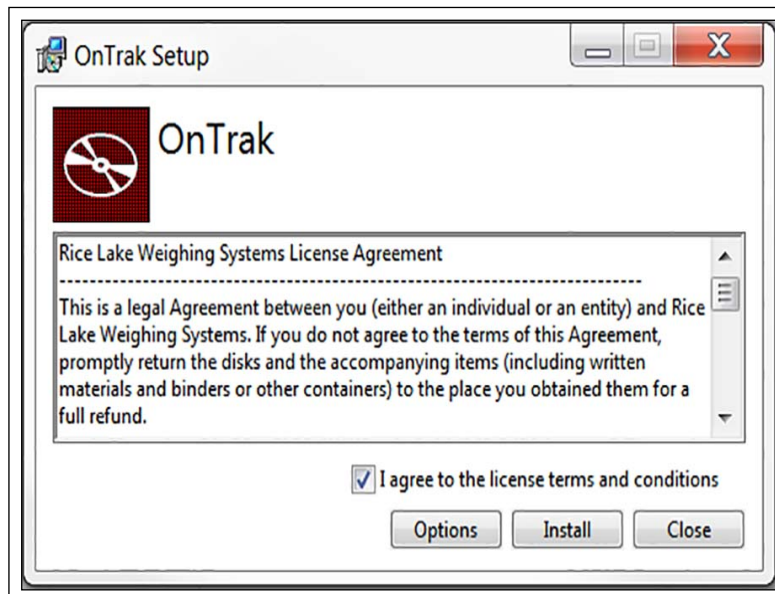 OnTrak Setup
OnTrak
Rice Lake Weighing Systems License Agreement
------------------------------------------------------------------------------
This is a legal Agreement between you (either an individual or an entity) and Rice
Lake Weighing Systems. If you do not agree to the terms of this Agreement,
promptly return the disks and the accompanying items (including written
materials and binders or other containers) to the place you obtained them for a
full refund.
I agree to the license terms and conditions
Options Install Close